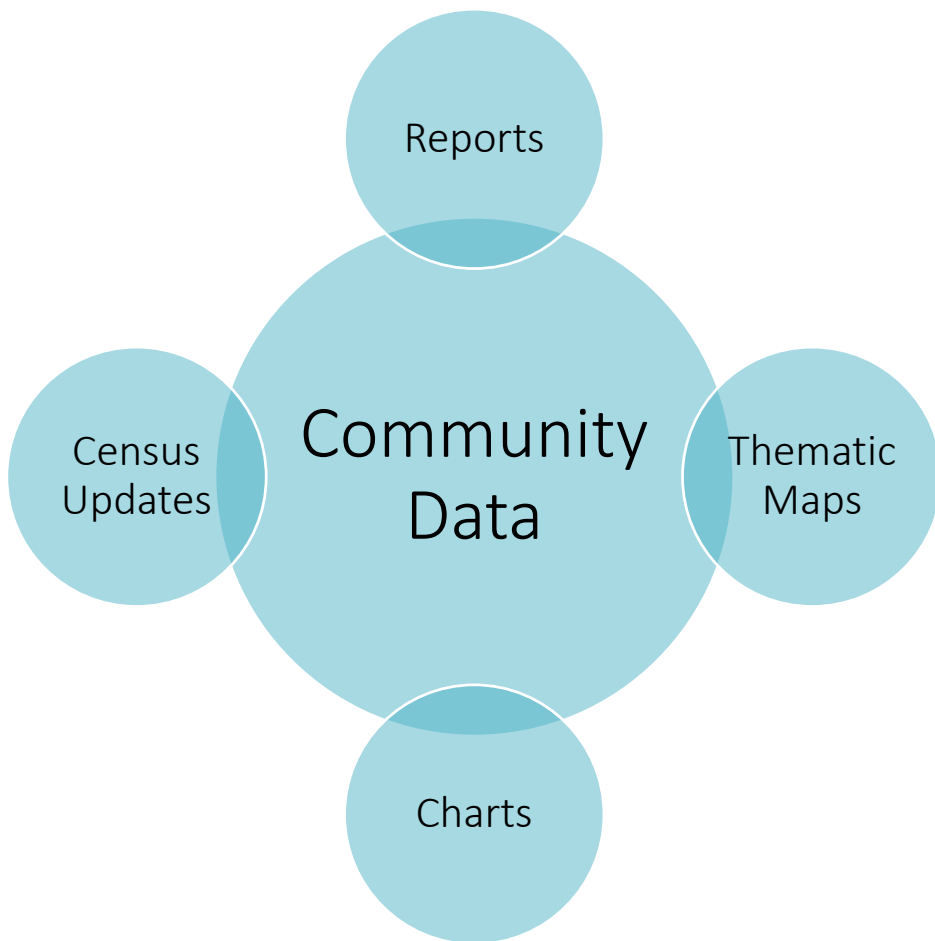 Reports
Community
Data
Census
Updates
Thematic
Maps
Charts